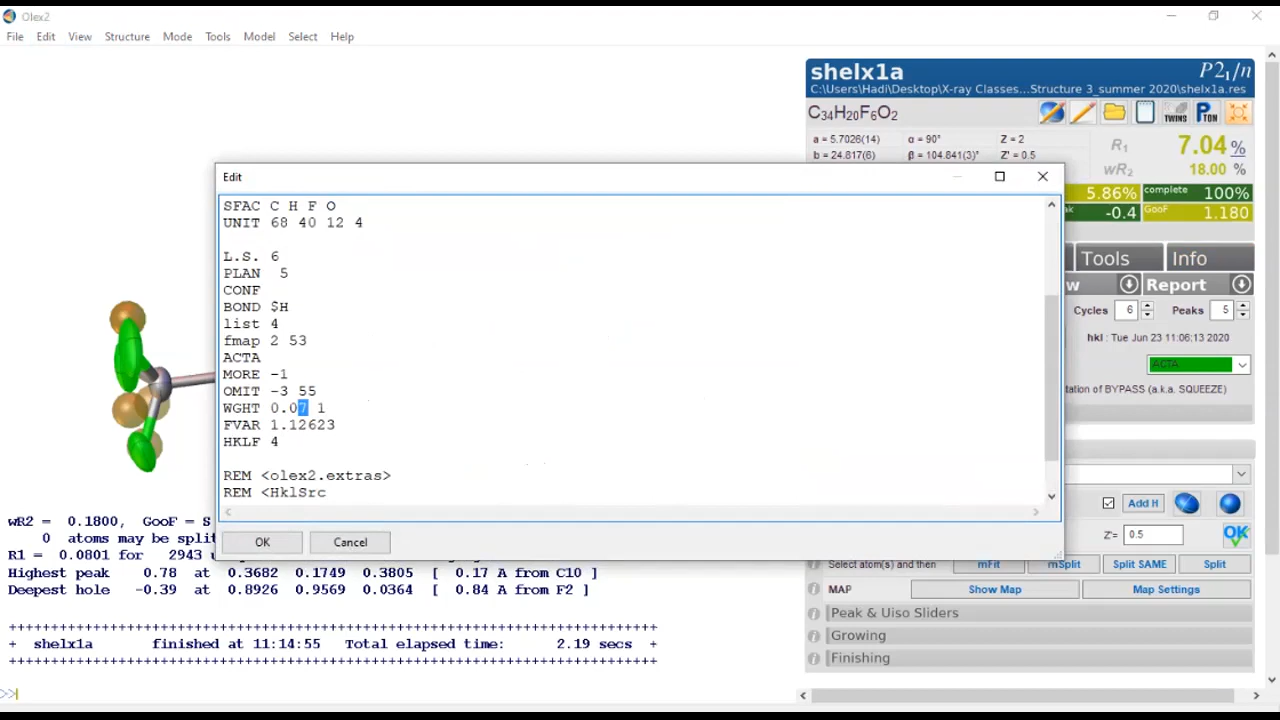 Olex2
File Edit View Structure Mode Tools Model Select Help
shelx1a P2₁/n
C:\Users\Hadi\Desktop\X-ray Classes...Structure 3_summer 2020\shelx1a.res
C₃₄H₂₀F₆O₂ TWINS PTON
a = 5.7026(14) α = 90° Z = 2 R₁ 7.04 %
b = 24.817(6) β = 104.841(3)° Z' = 0.5 wR₂ 18.00 %
Edit
5.86% complete 100%
-0.4 GooF 1.180
SFAC C H F O
UNIT 68 40 12 4
L.S. 6
PLAN 5
CONF
BOND $H
list 4
fmap 2 53
ACTA
MORE -1
OMIT -3 55
WGHT 0.07 1
FVAR 1.12623
HKLF 4
REM <olex2.extras>
REM <HklSrc
OK Cancel
Tools Info
w Report
Cycles 6 Peaks 5
hkl : Tue Jun 23 11:06:13 2020
ACTA
tation of BYPASS (a.k.a. SQUEEZE)
Add H
Z'= 0.5 OK
Select atom(s) and then mFit mSplit Split SAME Split
MAP Show Map Map Settings
Peak & Uiso Sliders
Growing
Finishing
wR2 = 0.1800, GooF = S
0 atoms may be split
R1 = 0.0801 for 2943 u
Highest peak 0.78 at 0.3682 0.1749 0.3805 [ 0.17 A from C10 ]
Deepest hole -0.39 at 0.8926 0.9569 0.0364 [ 0.84 A from F2 ]
+++++++++++++++++++++++++++++++++++++++++++++++++++++++++++++++++
+ shelx1a finished at 11:14:55 Total elapsed time: 2.19 secs +
+++++++++++++++++++++++++++++++++++++++++++++++++++++++++++++++++
>>